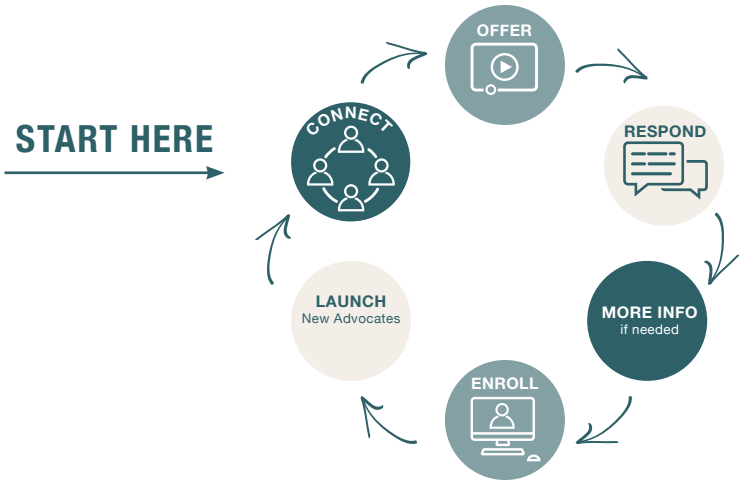 START HERE
CONNECT
OFFER
RESPOND
MORE INFO
if needed
ENROLL
LAUNCH
New Advocates